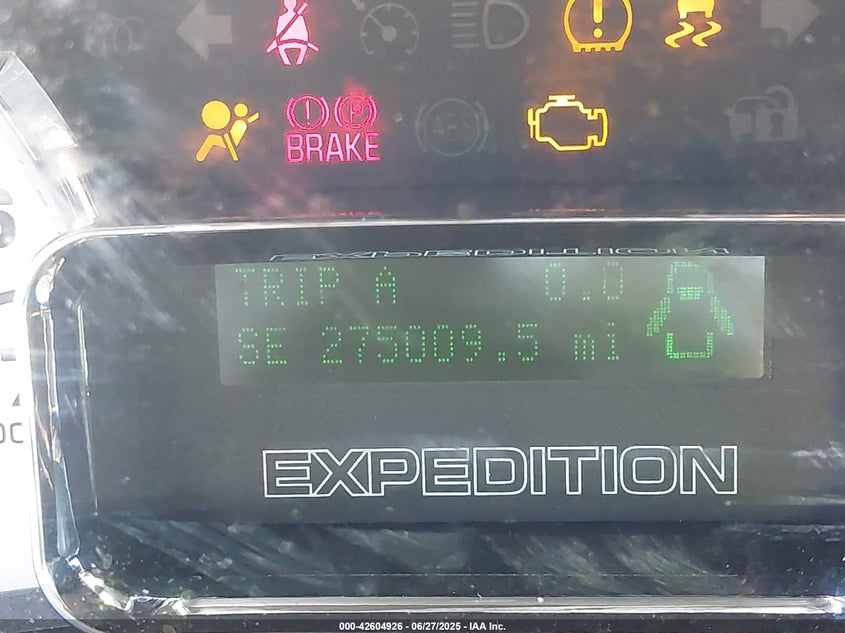 BRAKE
TRIP A 0.0
SE 275009.5 mi
EXPEDITION
000-42604926 - 06/27/2025 - IAA Inc.